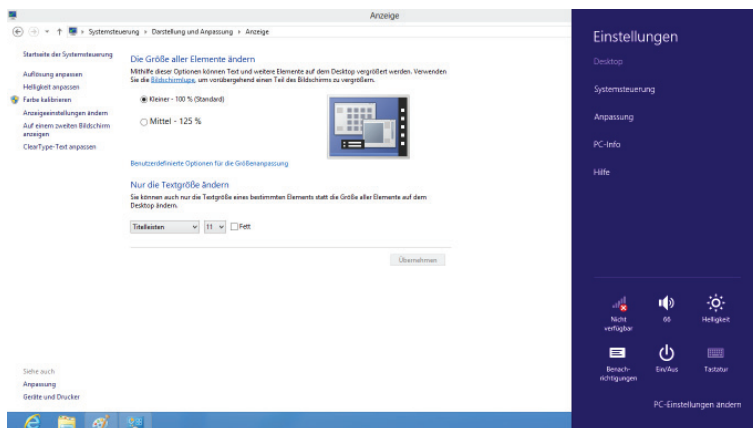 Anzeige
Systemsteuerung › Darstellung und Anpassung › Anzeige
Startseite der Systemsteuerung
Auflösung anpassen
Helligkeit anpassen
Farbe kalibrieren
Anzeigeeinstellungen ändern
Auf einem zweiten Bildschirm
anzeigen
ClearType-Text anpassen
Siehe auch
Anpassung
Geräte und Drucker
Die Größe aller Elemente ändern
Mithilfe dieser Optionen können Text und weitere Elemente auf dem Desktop vergrößert werden. Verwenden
Sie die Bildschirmlupe, um vorübergehend einen Teil des Bildschirms zu vergrößern.
Kleiner - 100 % (Standard)
Mittel - 125 %
Benutzerdefinierte Optionen für die Größenanpassung
Nur die Textgröße ändern
Sie können auch nur die Textgröße eines bestimmten Elements statt die Größe aller Elemente auf dem
Desktop ändern.
Titelleisten 11 Fett
Übernehmen
Einstellungen
Desktop
Systemsteuerung
Anpassung
PC-Info
Hilfe
Nicht
verfügbar
66
Helligkeit
Benach-
richtigungen
Ein/Aus
Tastatur
PC-Einstellungen ändern